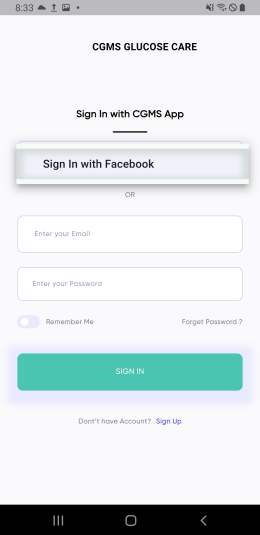 8:33
CGMS GLUCOSE CARE
Sign In with CGMS App
Sign In with Facebook
OR
Enter your Email
Enter your Password
Remember Me
Forget Password ?
SIGN IN
Dont't have Account? Sign Up